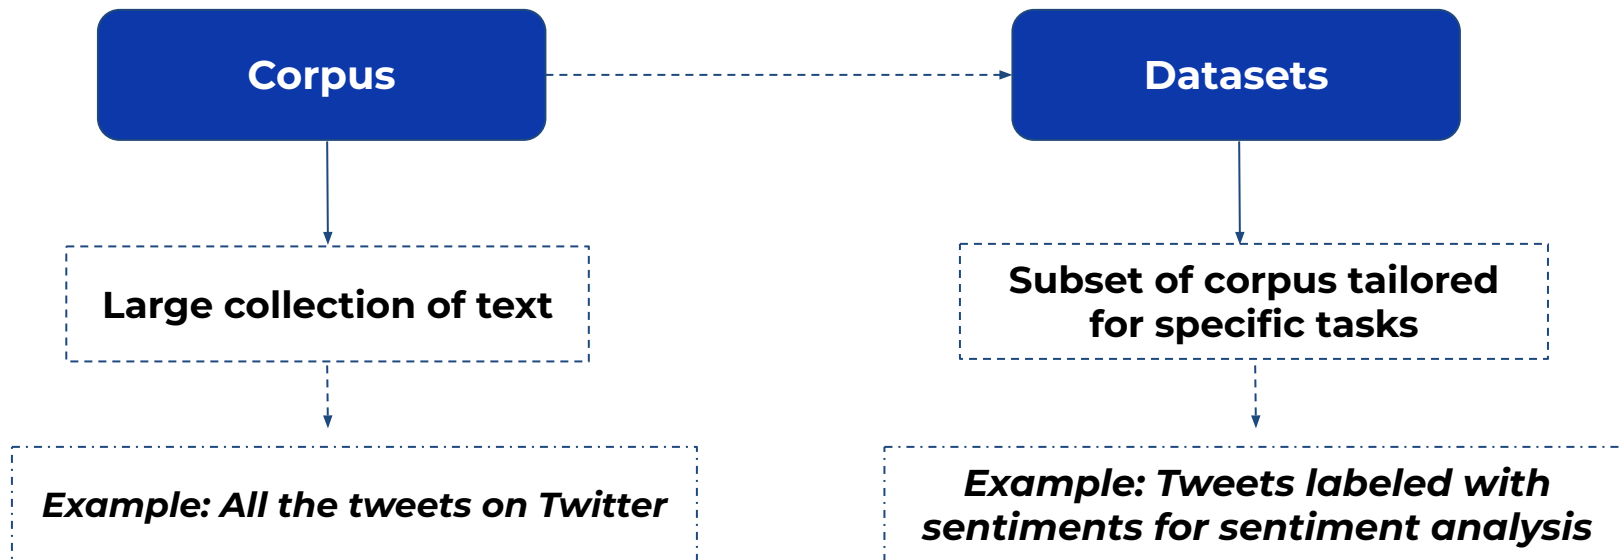 Corpus
Datasets
Large collection of text
Subset of corpus tailored
for specific tasks
Example: All the tweets on Twitter
Example: Tweets labeled with
sentiments for sentiment analysis